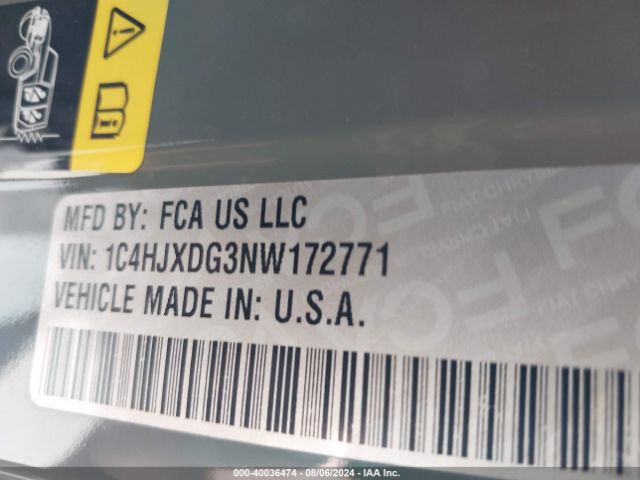 MFD BY: FCA US LLC
VIN: 1C4HJXDG3NW172771
VEHICLE MADE IN: U.S.A.
000-40036474 - 08/06/2024 - IAA Inc.